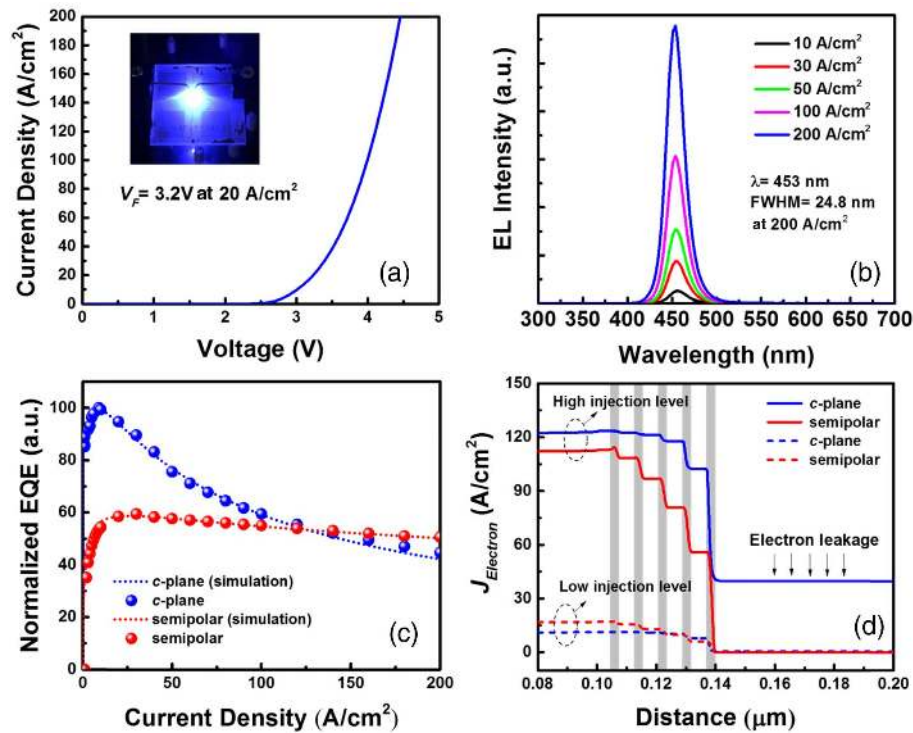 200
180
160
140
120
100
80
60
40
20
0
Current Density (A/cm²)
V_F= 3.2V at 20 A/cm²
(a)
0 1 2 3 4 5
Voltage (V)
EL Intensity (a.u.)
10 A/cm²
30 A/cm²
50 A/cm²
100 A/cm²
200 A/cm²
λ= 453 nm
FWHM= 24.8 nm
at 200 A/cm²
(b)
300 350 400 450 500 550 600 650 700
Wavelength (nm)
100
80
60
40
20
0
Normalized EQE (a.u.)
c-plane (simulation)
c-plane
semipolar (simulation)
semipolar
(c)
0 50 100 150 200
Current Density (A/cm²)
150
120
90
60
30
0
J_Electron (A/cm²)
High injection level
c-plane
semipolar
c-plane
semipolar
Electron leakage
Low injection level
(d)
0.08 0.10 0.12 0.14 0.16 0.18 0.20
Distance (μm)